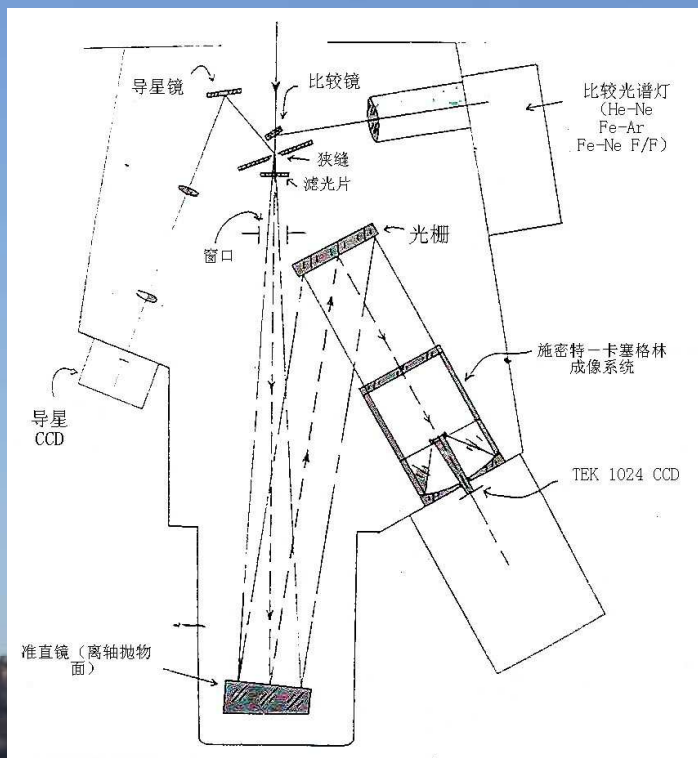 导星镜
比较镜
比较光谱灯
(He-Ne
Fe-Ar
Fe-Ne F/F)
狭缝
滤光片
窗口
光栅
施密特－卡塞格林
成像系统
导星
CCD
TEK 1024 CCD
准直镜（离轴抛物
面）